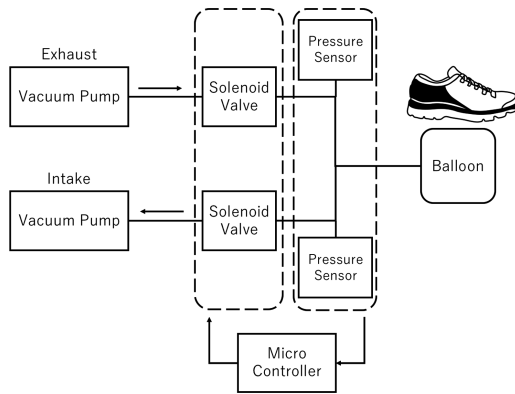 Exhaust
Vacuum Pump
Solenoid
Valve
Pressure
Sensor
Intake
Vacuum Pump
Solenoid
Valve
Pressure
Sensor
Balloon
Micro
Controller